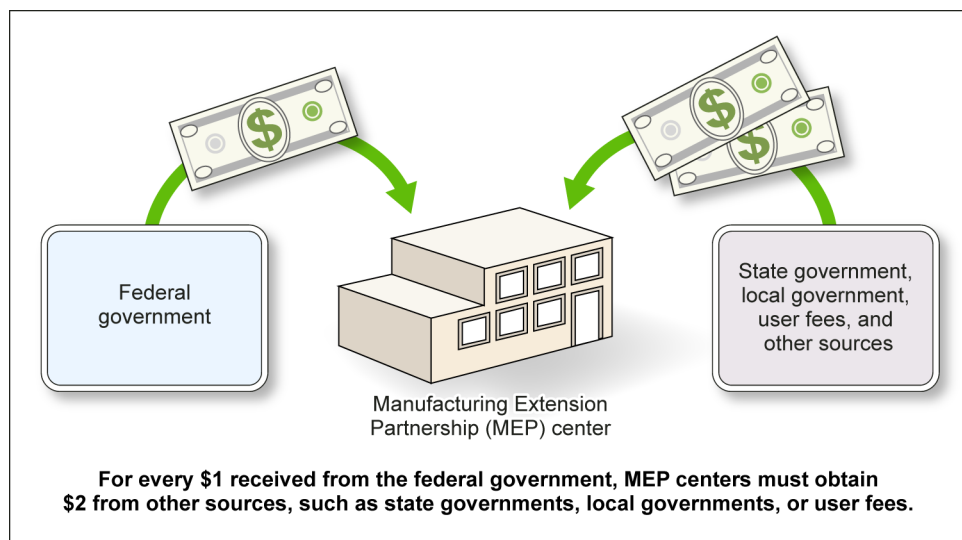 $
$
$
Federal
government
State government,
local government,
user fees, and
other sources
Manufacturing Extension
Partnership (MEP) center
For every $1 received from the federal government, MEP centers must obtain
$2 from other sources, such as state governments, local governments, or user fees.